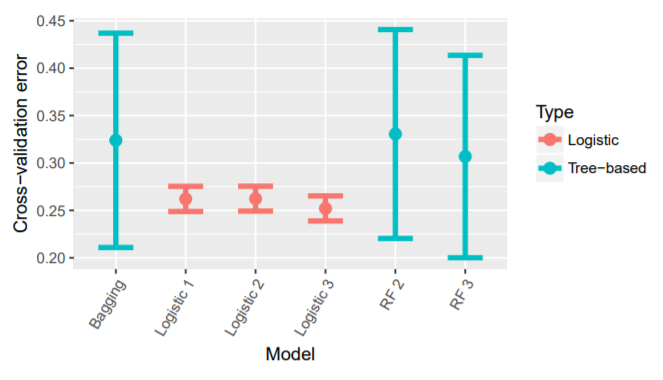 Cross−validation error
0.45
0.40
0.35
0.30
0.25
0.20
Bagging
Logistic 1
Logistic 2
Logistic 3
RF 2
RF 3
Model
Type
Logistic
Tree−based